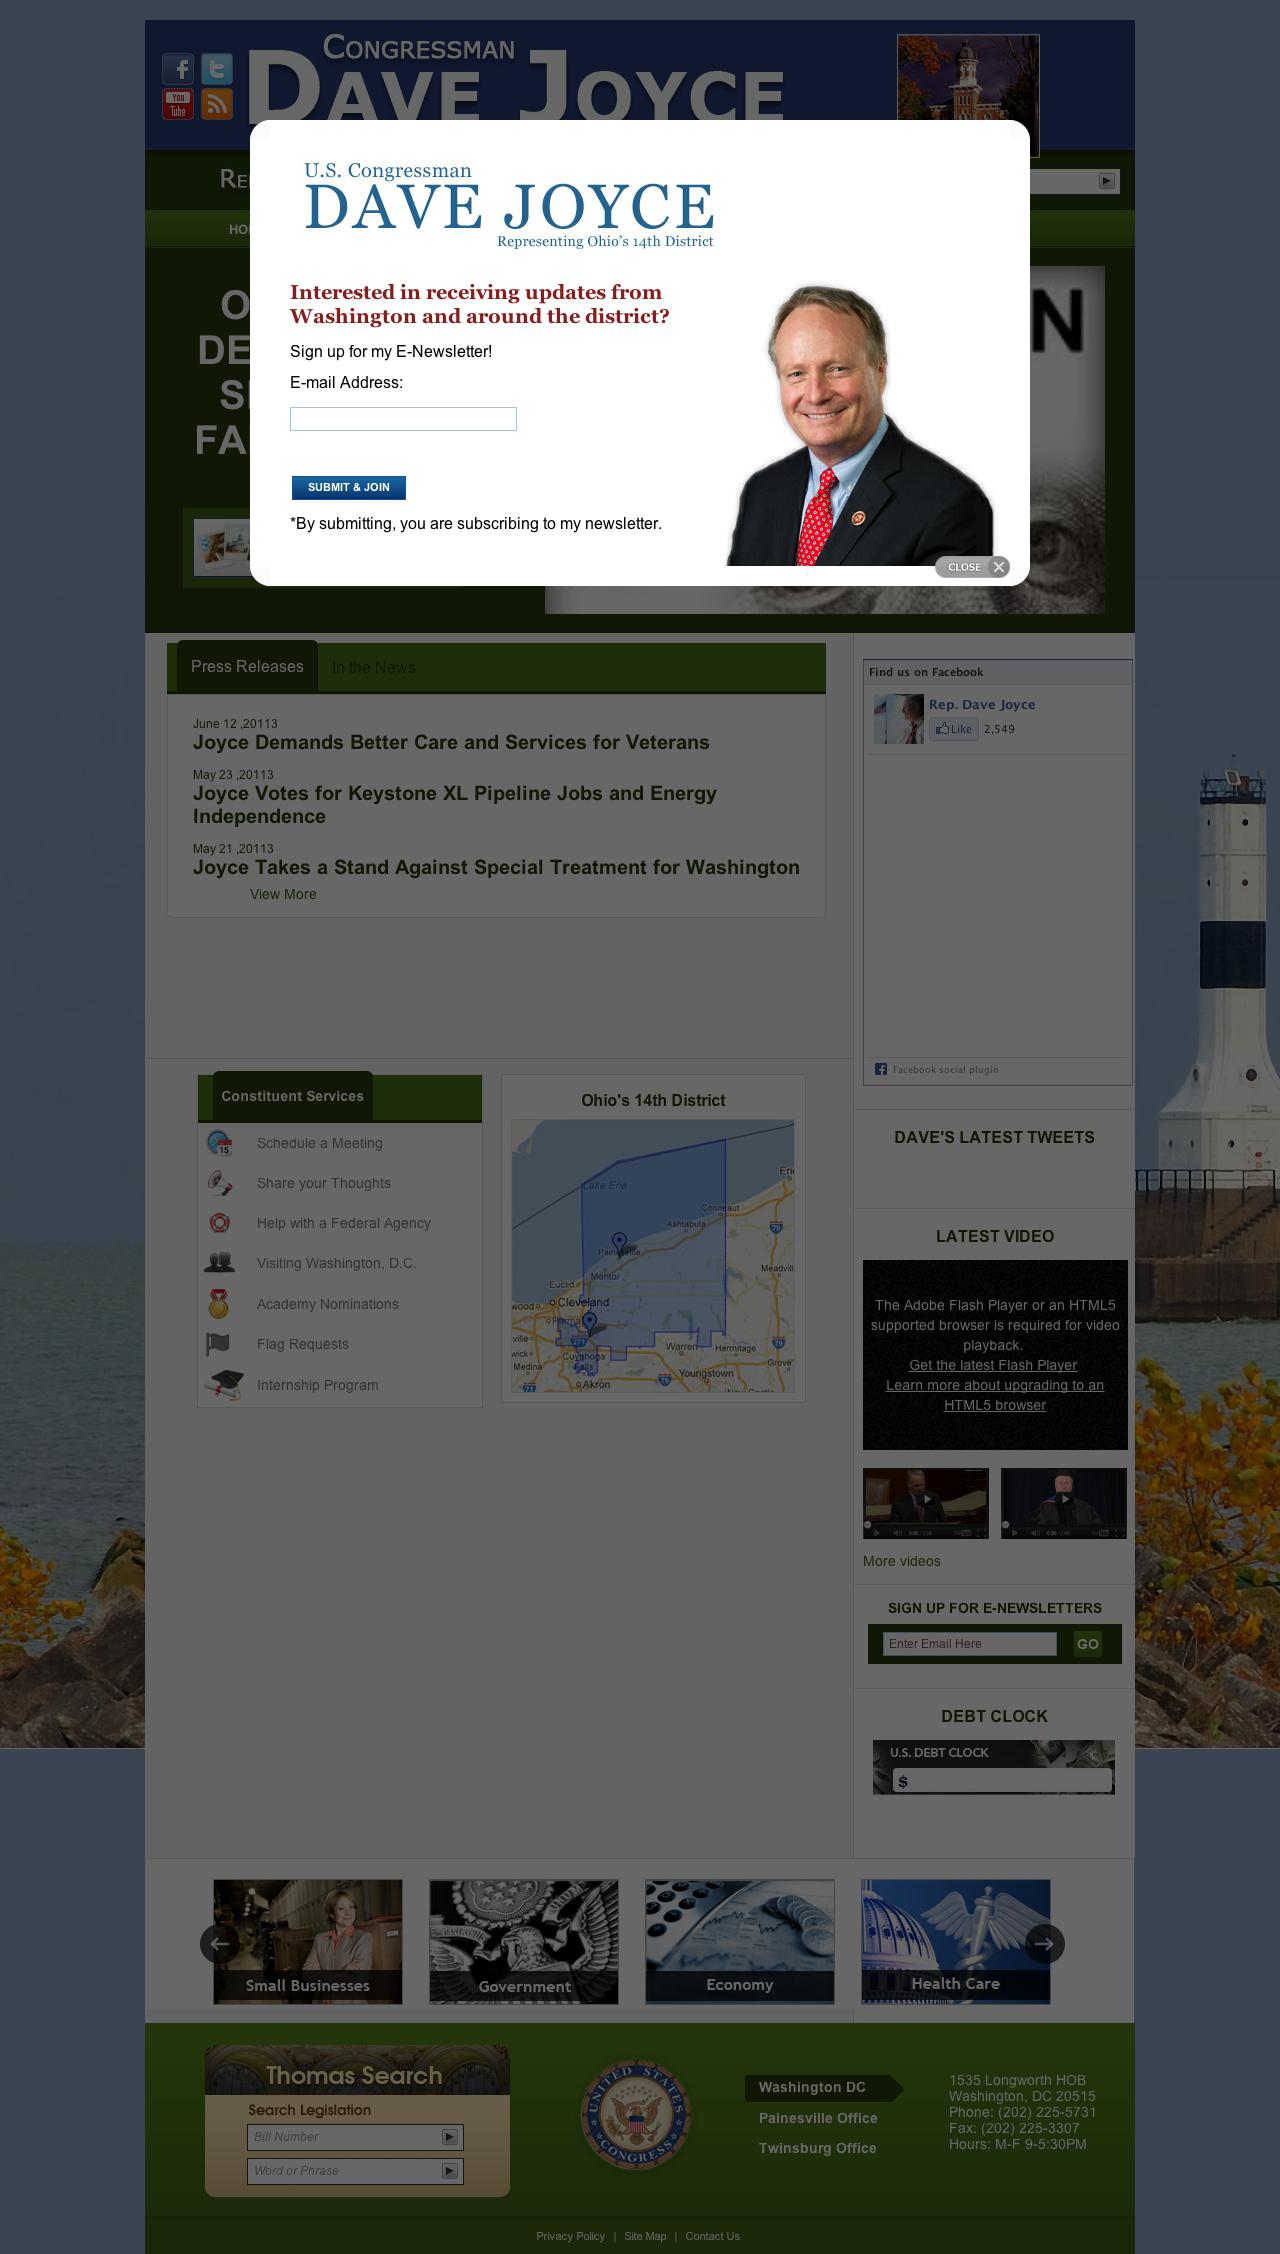 CONGRESSMAN
DAVE JOYCE
You
Tube
U.S. Congressman
DAVE JOYCE
Representing Ohio's 14th District
Interested in receiving updates from
Washington and around the district?
Sign up for my E-Newsletter!
E-mail Address:
SUBMIT & JOIN
*By submitting, you are subscribing to my newsletter.
CLOSE
Press Releases
In the News
June 12 ,20113
Joyce Demands Better Care and Services for Veterans
May 23 ,20113
Joyce Votes for Keystone XL Pipeline Jobs and Energy
Independence
May 21 ,20113
Joyce Takes a Stand Against Special Treatment for Washington
View More
Find us on Facebook
Rep. Dave Joyce
Like 2,549
Facebook social plugin
Constituent Services
15
Schedule a Meeting
Share your Thoughts
Help with a Federal Agency
Visiting Washington, D.C.
Academy Nominations
Flag Requests
Internship Program
Ohio's 14th District
Lake Erie
Conneaut
Ashtabula
Painesville
Mentor
Euclid
Cleveland
Parma
Warren
Hermitage
Medina
Cuyahoga
Falls
Youngstown
Akron
DAVE'S LATEST TWEETS
LATEST VIDEO
The Adobe Flash Player or an HTML5
supported browser is required for video
playback.
Get the latest Flash Player
Learn more about upgrading to an
HTML5 browser
More videos
SIGN UP FOR E-NEWSLETTERS
Enter Email Here
GO
DEBT CLOCK
U.S. DEBT CLOCK
$
Small Businesses
Government
Economy
Health Care
Thomas Search
Search Legislation
Bill Number
Word or Phrase
UNITED STATES
CONGRESS
Washington DC
Painesville Office
Twinsburg Office
1535 Longworth HOB
Washington, DC 20515
Phone: (202) 225-5731
Fax: (202) 225-3307
Hours: M-F 9-5:30PM
Privacy Policy | Site Map | Contact Us